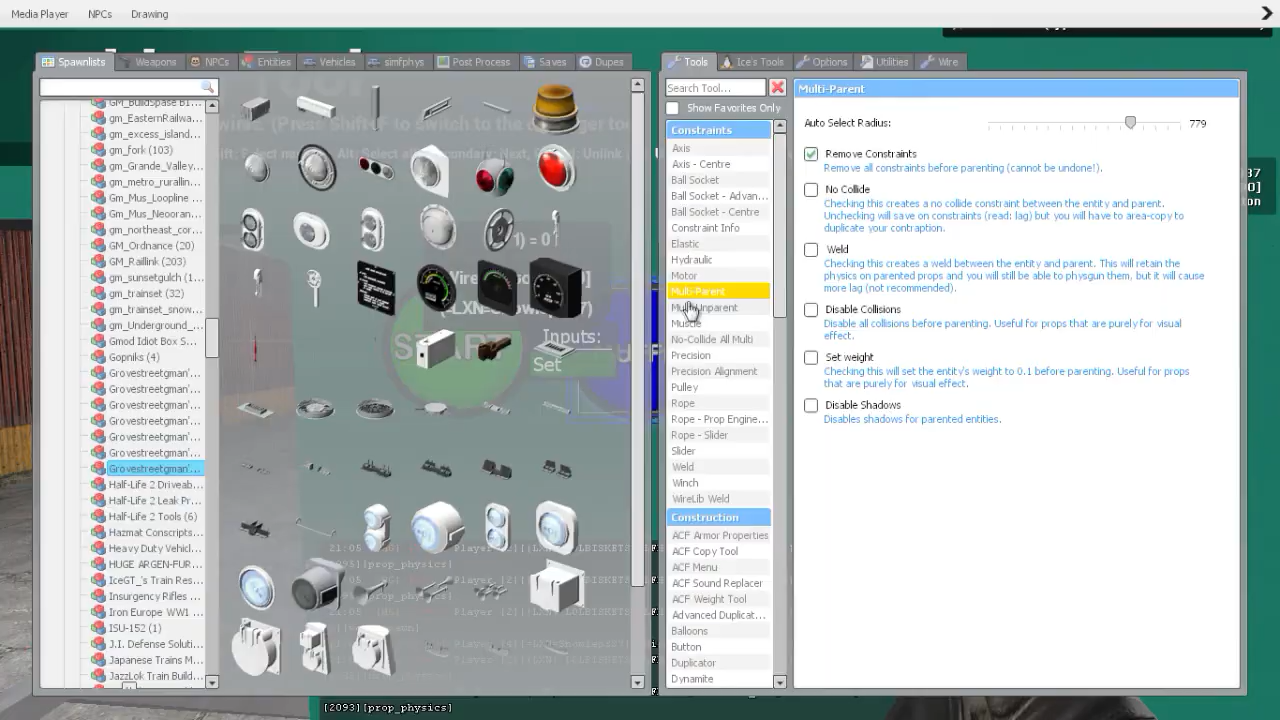 Media Player NPCs Drawing
Spawnlists Weapons NPCs Entities Vehicles simfphys Post Process Saves Dupes
Tools Ice's Tools Options Utilities Wire
GM_BuildSpase B1...
gm_EasternRailwa...
gm_excess_island...
gm_fork (103)
gm_Grande_Valley...
gm_metro_rurallin...
Gm_Mus_Loopline
Gm_Mus_Neooran...
gm_northeast_cor...
GM_Ordnance (20)
GM_Raillink (203)
gm_sunsetgulch (1...
gm_trainset (32)
gm_trainset_snow...
gm_Underground_...
Gmod Idiot Box S...
Gopniks (4)
Grovestreetgman'...
Grovestreetgman'...
Grovestreetgman'...
Grovestreetgman'...
Grovestreetgman'...
Grovestreetgman'...
Grovestreetgman'...
Half-Life 2 Driveab...
Half-Life 2 Leak Pr...
Half-Life 2 Tools (6)
Hazmat Conscripts...
Heavy Duty Vehicl...
HUGE ARGEN-FUR...
IceGT_'s Train Res...
Insurgency Rifles ...
Iron Europe WW1 ...
ISU-152 (1)
J.I. Defense Soluti...
Japanese Trains M...
JazzLok Train Build...
1) = 0
Inputs:
Set
START
[2093][prop_physics]
Search Tool...
Show Favorites Only
Constraints
Axis
Axis - Centre
Ball Socket
Ball Socket - Advan...
Ball Socket - Centre
Constraint Info
Elastic
Hydraulic
Motor
Multi-Parent
Multi-Unparent
Muscle
No-Collide All Multi
Precision
Precision Alignment
Pulley
Rope
Rope - Prop Engine...
Rope - Slider
Slider
Weld
Winch
WireLib Weld
Construction
ACF Armor Properties
ACF Copy Tool
ACF Menu
ACF Sound Replacer
ACF Weight Tool
Advanced Duplicat...
Balloons
Button
Duplicator
Dynamite
Multi-Parent
Auto Select Radius: 779
Remove Constraints
Remove all constraints before parenting (cannot be undone!).
No Collide
Checking this creates a no collide constraint between the entity and parent.
Unchecking will save on constraints (read: lag) but you will have to area-copy to
duplicate your contraption.
Weld
Checking this creates a weld between the entity and parent. This will retain the
physics on parented props and you will still be able to physgun them, but it will cause
more lag (not recommended).
Disable Collisions
Disable all collisions before parenting. Useful for props that are purely for visual
effect.
Set weight
Checking this will set the entity's weight to 0.1 before parenting. Useful for props
that are purely for visual effect.
Disable Shadows
Disables shadows for parented entities.